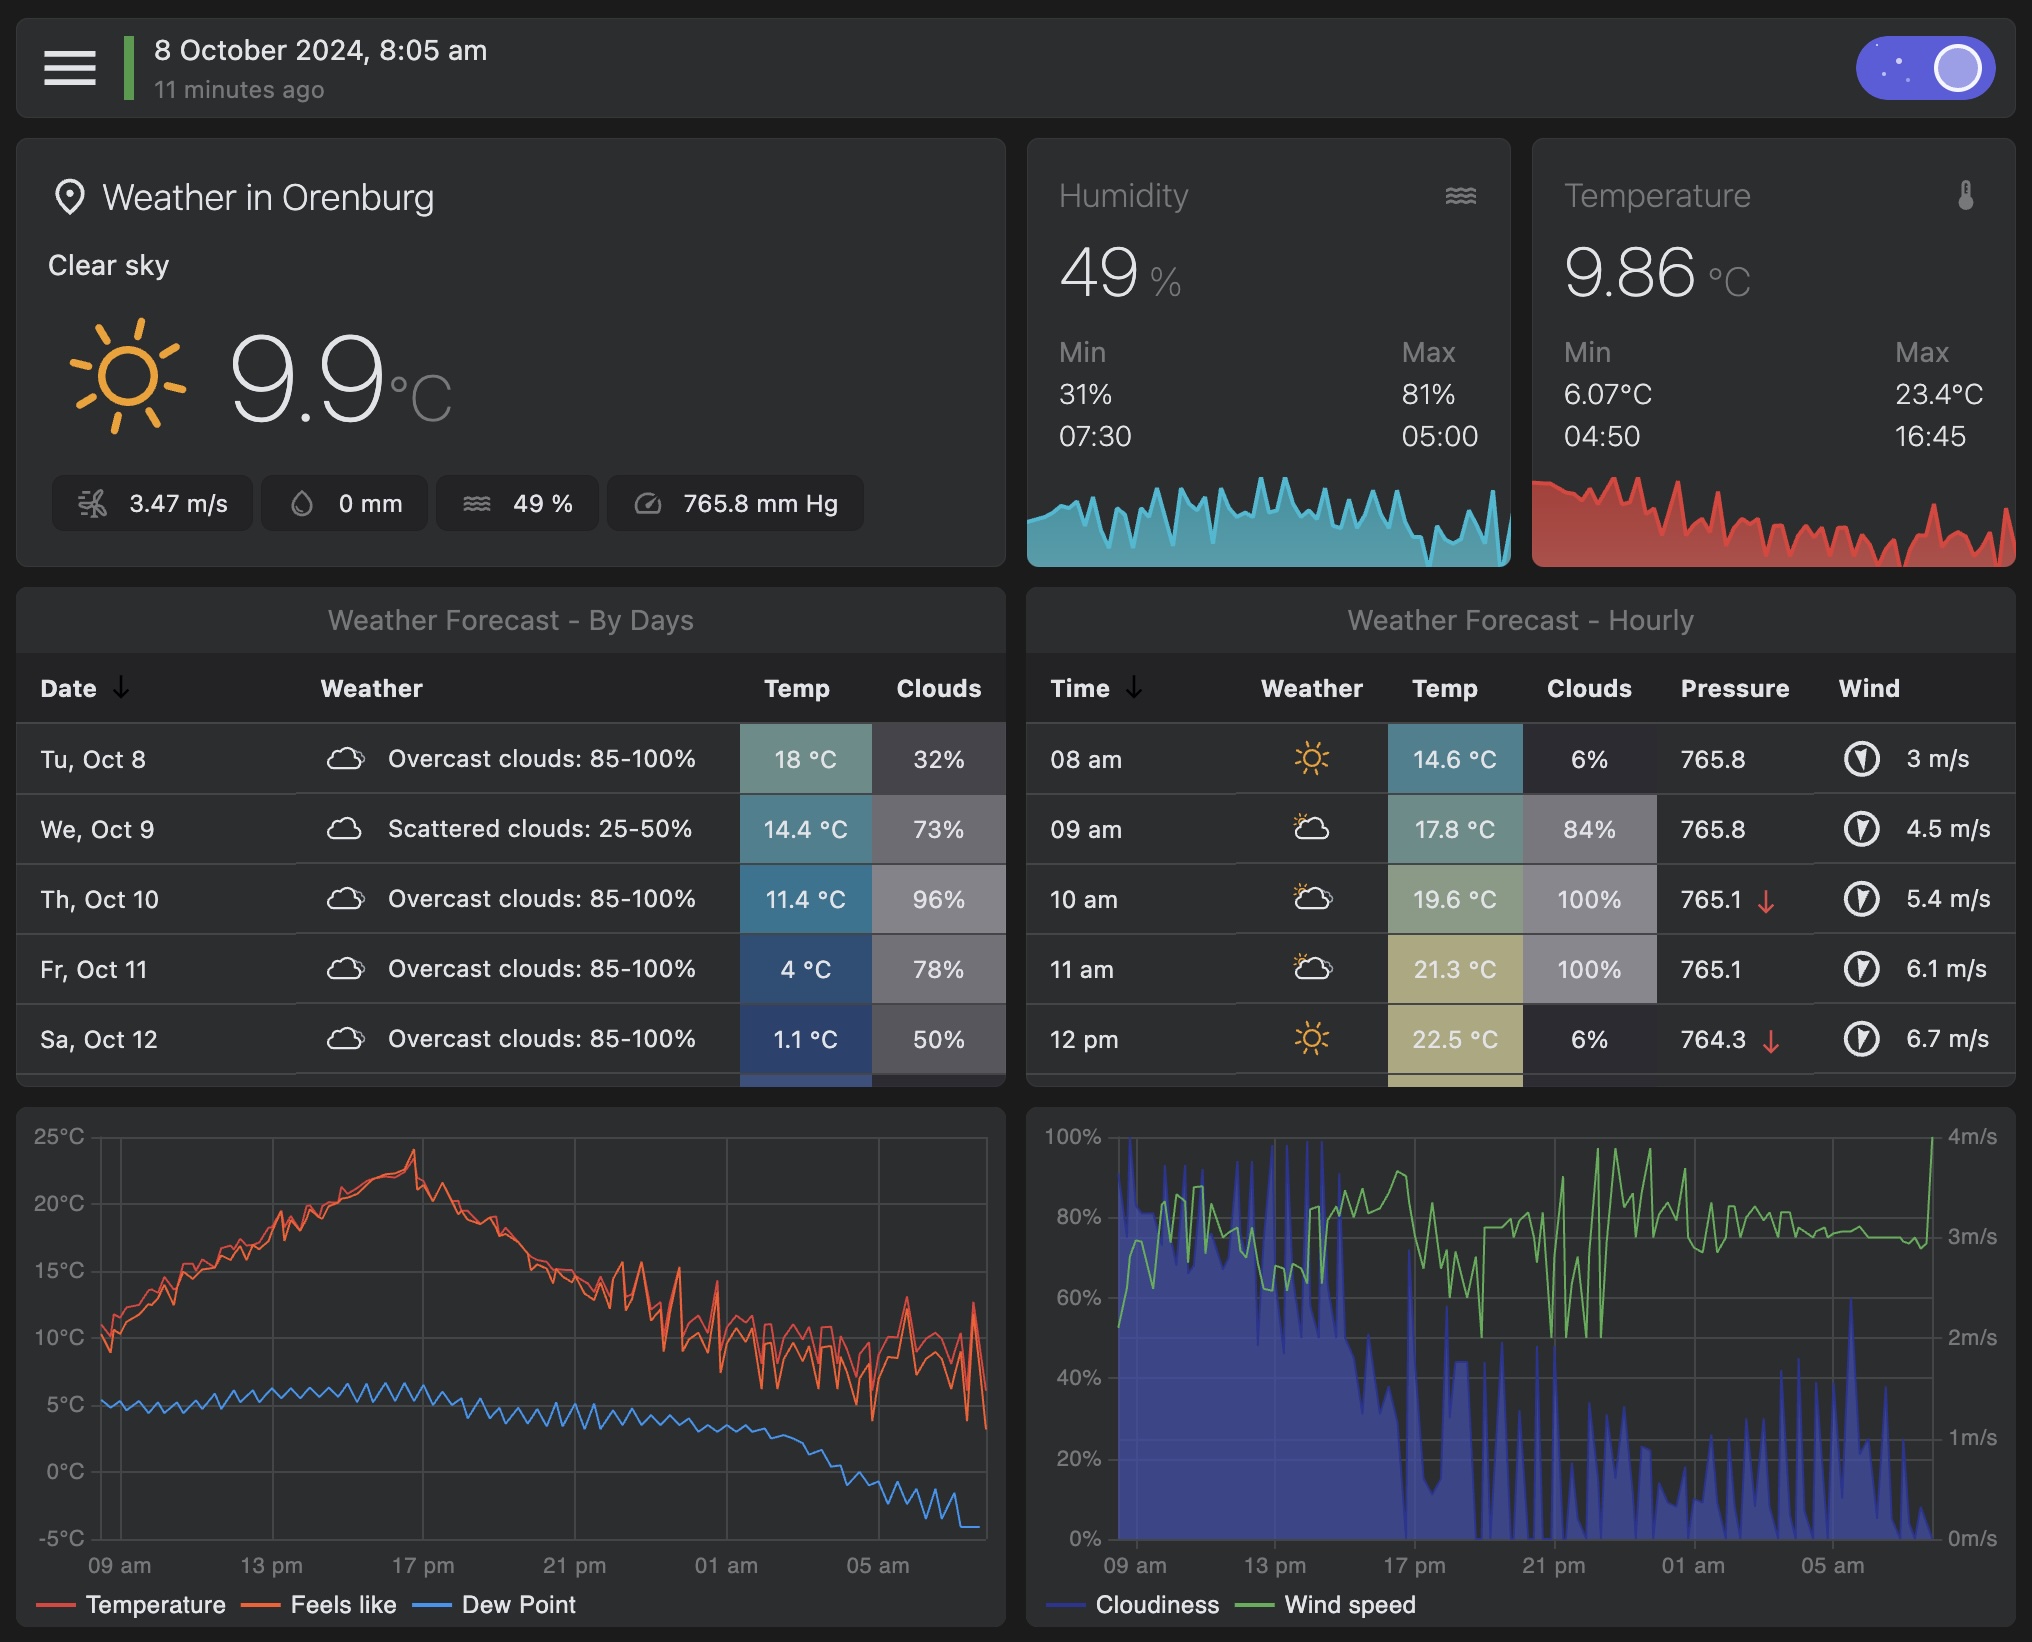 8 October 2024, 8:05 am
11 minutes ago
Weather in Orenburg
Clear sky
9.9°C
3.47 m/s 0 mm 49 % 765.8 mm Hg
Humidity
49 %
Min Max
31% 81%
07:30 05:00
Temperature
9.86 °C
Min Max
6.07°C 23.4°C
04:50 16:45
Weather Forecast - By Days
Date ↓ Weather Temp Clouds
Tu, Oct 8 Overcast clouds: 85-100% 18 °C 32%
We, Oct 9 Scattered clouds: 25-50% 14.4 °C 73%
Th, Oct 10 Overcast clouds: 85-100% 11.4 °C 96%
Fr, Oct 11 Overcast clouds: 85-100% 4 °C 78%
Sa, Oct 12 Overcast clouds: 85-100% 1.1 °C 50%
Weather Forecast - Hourly
Time ↓ Weather Temp Clouds Pressure Wind
08 am 14.6 °C 6% 765.8 3 m/s
09 am 17.8 °C 84% 765.8 4.5 m/s
10 am 19.6 °C 100% 765.1 ↓ 5.4 m/s
11 am 21.3 °C 100% 765.1 6.1 m/s
12 pm 22.5 °C 6% 764.3 ↓ 6.7 m/s
25°C
20°C
15°C
10°C
5°C
0°C
-5°C
09 am 13 pm 17 pm 21 pm 01 am 05 am
Temperature Feels like Dew Point
100% 4m/s
80%
3m/s
60%
2m/s
40%
1m/s
20%
0% 0m/s
09 am 13 pm 17 pm 21 pm 01 am 05 am
Cloudiness Wind speed